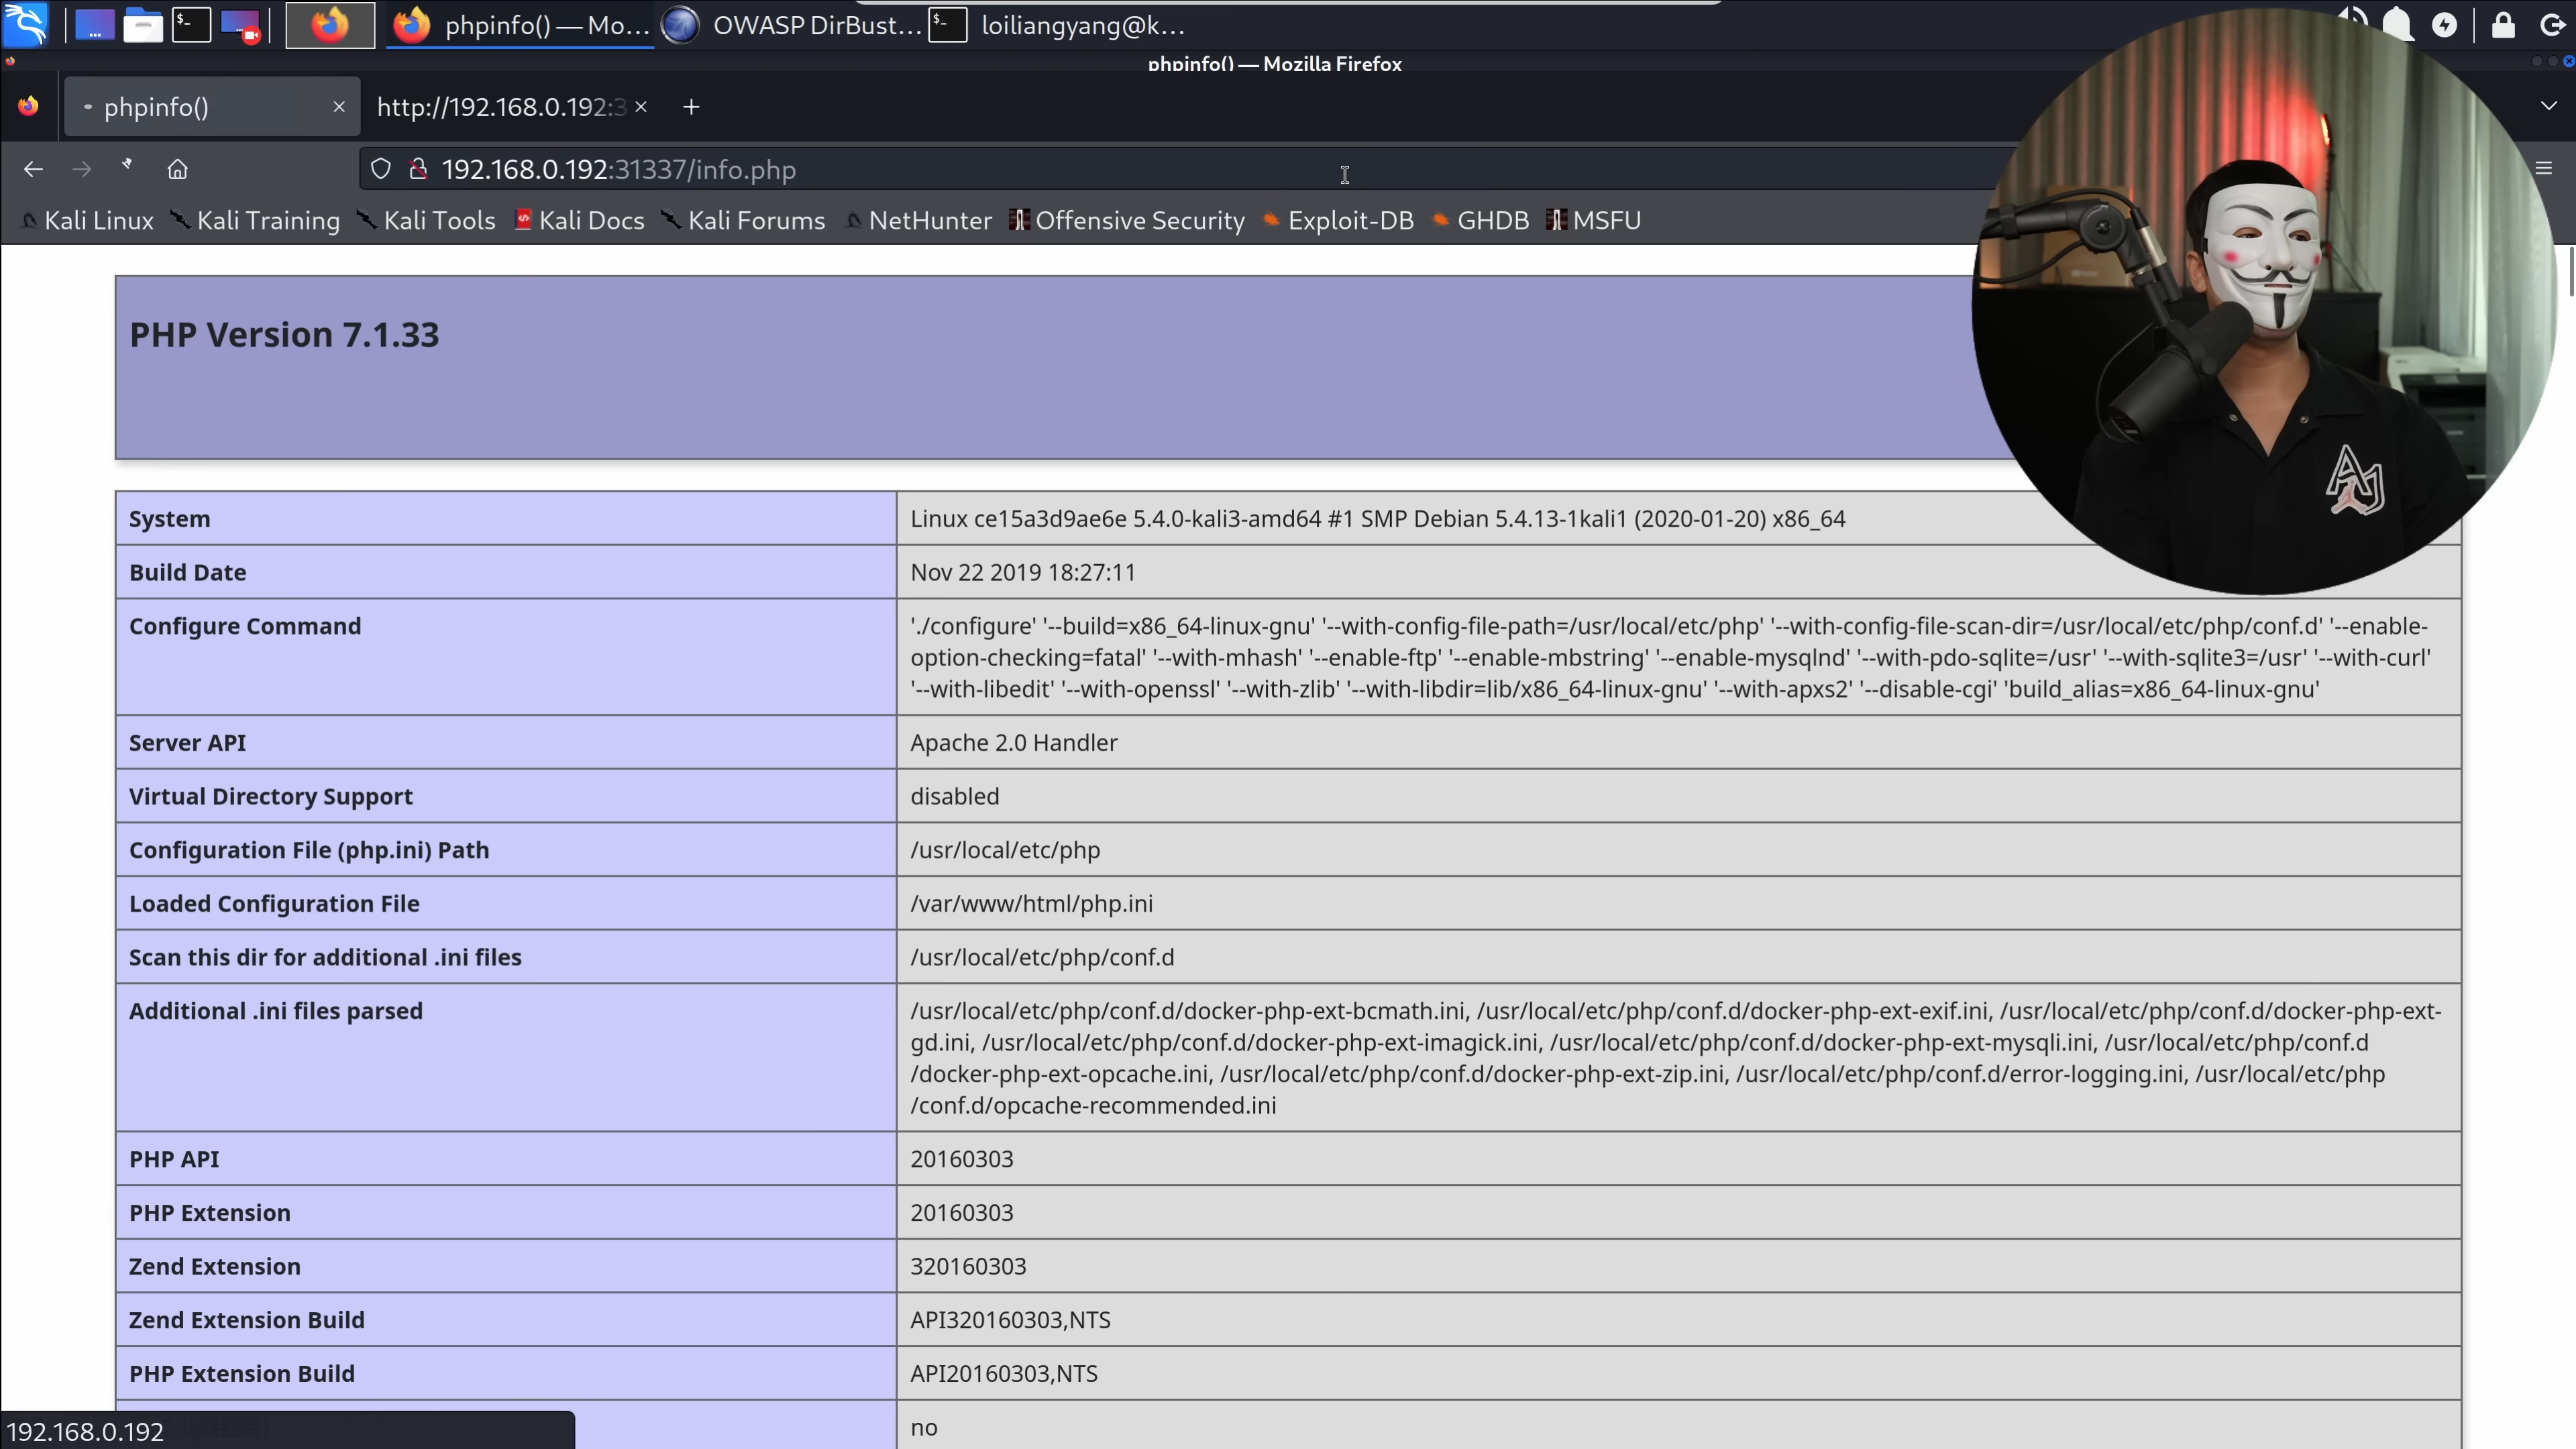 phpinfo() — Mo...
OWASP DirBust...
loiliangyang@k...
phpinfo() — Mozilla Firefox
phpinfo()
http://192.168.0.192:3
192.168.0.192:31337/info.php
Kali Linux Kali Training Kali Tools Kali Docs Kali Forums NetHunter Offensive Security Exploit-DB GHDB MSFU
PHP Version 7.1.33
System Linux ce15a3d9ae6e 5.4.0-kali3-amd64 #1 SMP Debian 5.4.13-1kali1 (2020-01-20) x86_64
Build Date Nov 22 2019 18:27:11
Configure Command './configure' '--build=x86_64-linux-gnu' '--with-config-file-path=/usr/local/etc/php' '--with-config-file-scan-dir=/usr/local/etc/php/conf.d' '--enable-
option-checking=fatal' '--with-mhash' '--enable-ftp' '--enable-mbstring' '--enable-mysqlnd' '--with-pdo-sqlite=/usr' '--with-sqlite3=/usr' '--with-curl'
'--with-libedit' '--with-openssl' '--with-zlib' '--with-libdir=lib/x86_64-linux-gnu' '--with-apxs2' '--disable-cgi' 'build_alias=x86_64-linux-gnu'
Server API Apache 2.0 Handler
Virtual Directory Support disabled
Configuration File (php.ini) Path /usr/local/etc/php
Loaded Configuration File /var/www/html/php.ini
Scan this dir for additional .ini files /usr/local/etc/php/conf.d
Additional .ini files parsed /usr/local/etc/php/conf.d/docker-php-ext-bcmath.ini, /usr/local/etc/php/conf.d/docker-php-ext-exif.ini, /usr/local/etc/php/conf.d/docker-php-ext-
gd.ini, /usr/local/etc/php/conf.d/docker-php-ext-imagick.ini, /usr/local/etc/php/conf.d/docker-php-ext-mysqli.ini, /usr/local/etc/php/conf.d
/docker-php-ext-opcache.ini, /usr/local/etc/php/conf.d/docker-php-ext-zip.ini, /usr/local/etc/php/conf.d/error-logging.ini, /usr/local/etc/php
/conf.d/opcache-recommended.ini
PHP API 20160303
PHP Extension 20160303
Zend Extension 320160303
Zend Extension Build API320160303,NTS
PHP Extension Build API20160303,NTS
no
192.168.0.192